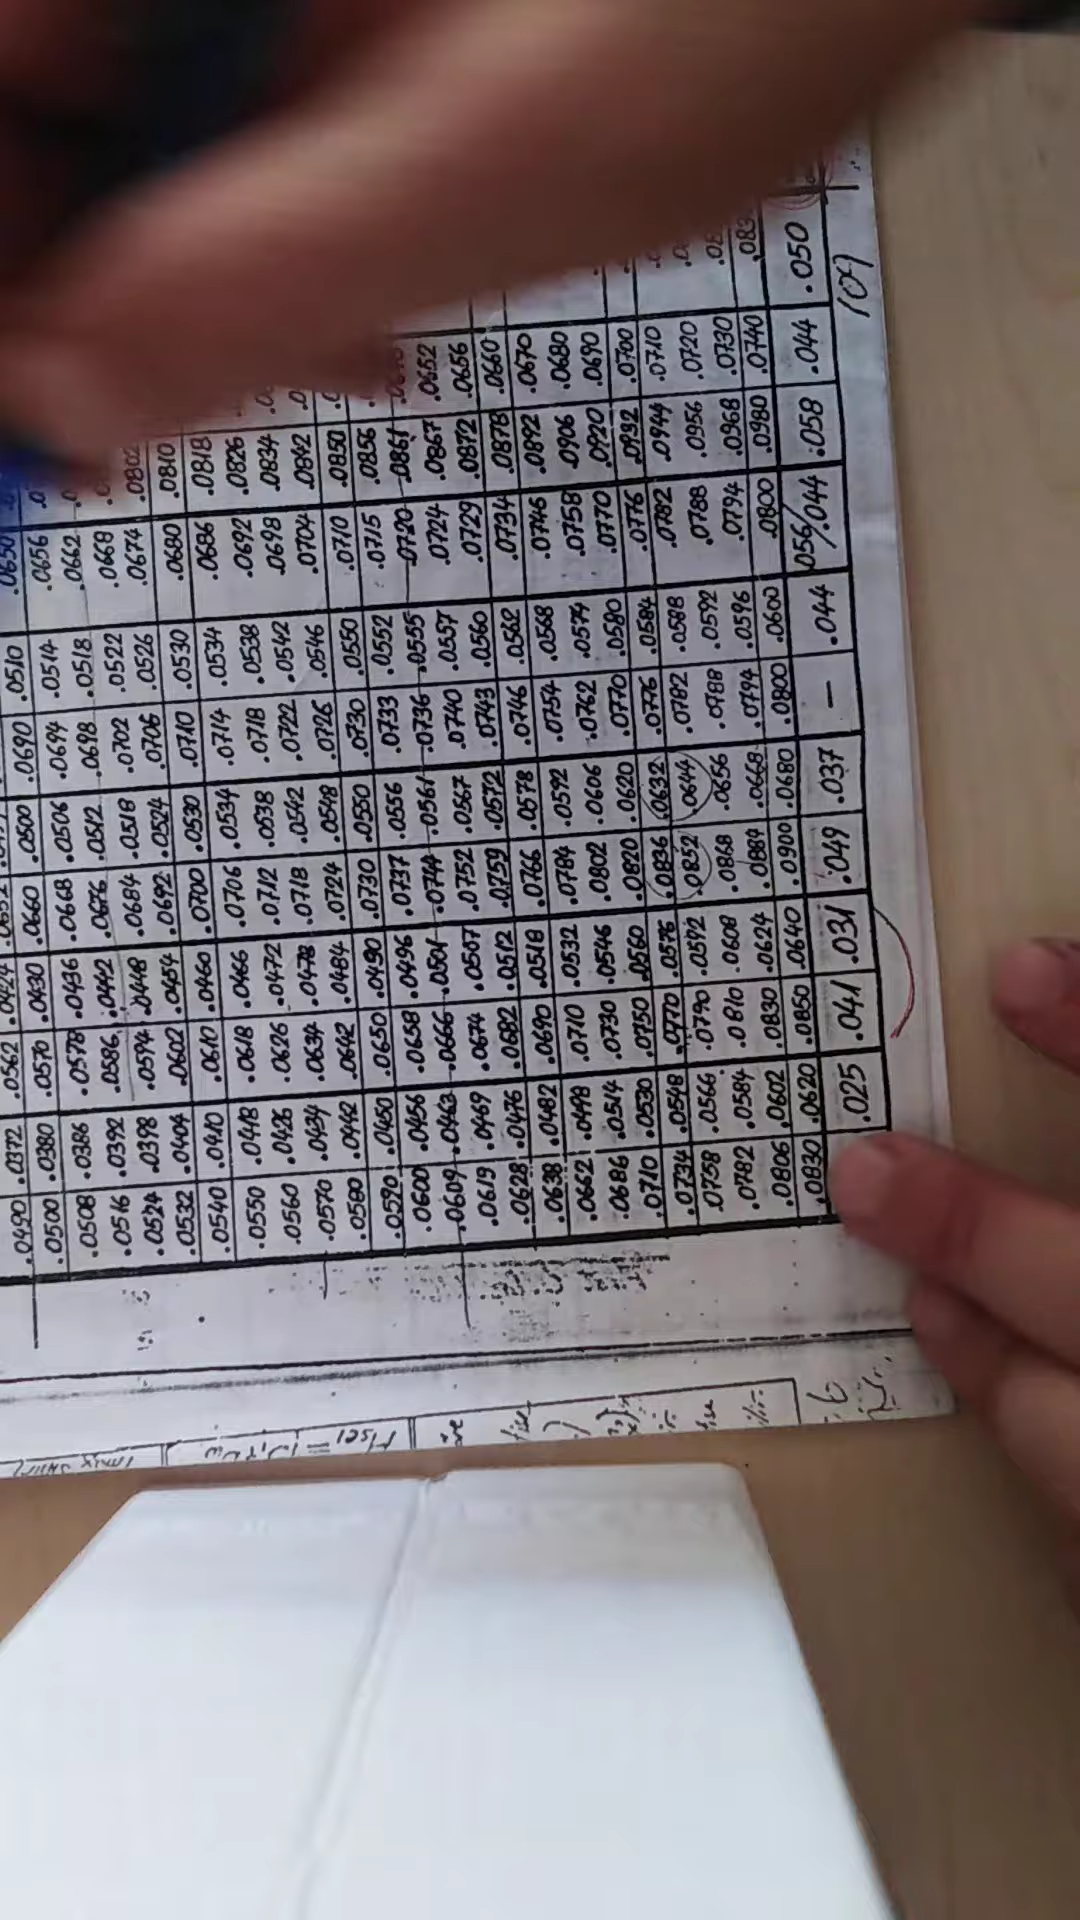 .0490 .0372 .0562 .0424 .0652
.0500 .0380 .0570 .0430 .0660 .0500 .0690 .0510 .0650
.0508 .0386 .0578 .0436 .0668 .0506 .0694 .0514 .0656
.0516 .0392 .0586 .0442 .0676 .0512 .0698 .0518 .0662
.0524 .0398 .0594 .0448 .0684 .0518 .0702 .0522 .0668
.0532 .0404 .0602 .0454 .0692 .0524 .0706 .0526 .0674 .0802
.0540 .0410 .0610 .0460 .0700 .0530 .0710 .0530 .0680 .0810
.0550 .0418 .0618 .0466 .0706 .0534 .0714 .0534 .0686 .0818
.0560 .0426 .0626 .0472 .0712 .0538 .0718 .0538 .0692 .0826
.0570 .0434 .0634 .0478 .0718 .0542 .0722 .0542 .0698 .0834
.0580 .0442 .0642 .0484 .0724 .0548 .0726 .0546 .0704 .0842
.0590 .0450 .0650 .0490 .0730 .0550 .0730 .0550 .0710 .0850
.0600 .0456 .0658 .0496 .0737 .0556 .0733 .0552 .0715 .0856
.0609 .0463 .0666 .0501 .0744 .0561 .0736 .0555 .0720 .0861
.0619 .0469 .0674 .0507 .0752 .0567 .0740 .0557 .0724 .0867 .0652
.0628 .0476 .0682 .0512 .0759 .0572 .0743 .0560 .0729 .0872 .0656
.0638 .0482 .0690 .0518 .0766 .0578 .0746 .0562 .0734 .0878 .0660
.0662 .0498 .0710 .0532 .0784 .0592 .0754 .0568 .0746 .0892 .0670
.0686 .0514 .0730 .0546 .0802 .0606 .0762 .0574 .0758 .0906 .0680
.0710 .0530 .0750 .0560 .0820 .0620 .0770 .0580 .0770 .0920 .0690
.0734 .0548 .0770 .0576 .0836 .0632 .0776 .0584 .0776 .0932 .0700
.0758 .0566 .0790 .0592 .0852 .0644 .0782 .0588 .0782 .0944 .0710
.0782 .0584 .0810 .0608 .0868 .0656 .0788 .0592 .0788 .0956 .0720
.0806 .0602 .0830 .0624 .0884 .0668 .0794 .0596 .0794 .0968 .0730
.0830 .0620 .0850 .0640 .0900 .0680 .0800 .0600 .0800 .0980 .0740
.025 .041 .031 .049 .037 – .044 .056/.044 .058 .044 .050
109